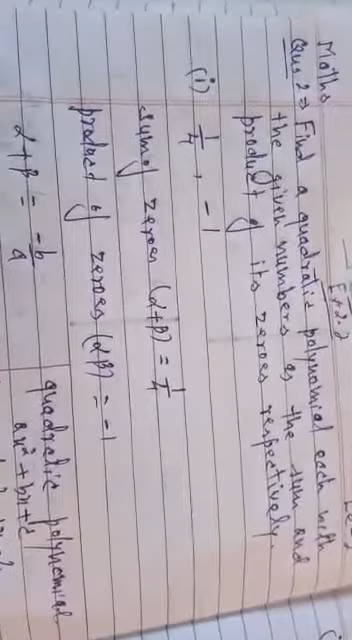 Maths
Ex 2.2
Ques 2 ⇒ Find a quadratic polynomial each with
the given numbers as the sum and
product of its zeroes respectively.
(i) 1/4 , -1
Sum of zeroes (α+β) = 1/4
product of zeroes (αβ) = -1
α+β = -b/a
quadratic polynomial
ax² + bx + c